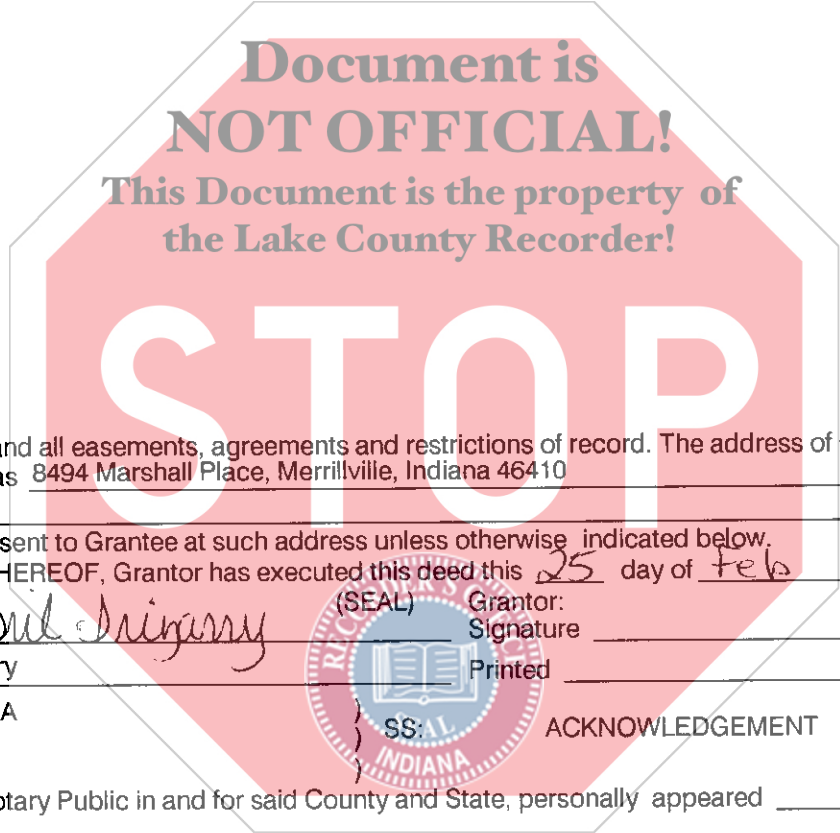 Document is
NOT OFFICIAL!
This Document is the property of
the Lake County Recorder!
STOP
and all easements, agreements and restrictions of record. The address of
as 8494 Marshall Place, Merrillville, Indiana 46410
sent to Grantee at such address unless otherwise indicated below.
HEREOF, Grantor has executed this deed this 25 day of Feb
(SEAL) Grantor:
Signature
y Printed
A ) SS: ACKNOWLEDGEMENT
)
)
RECORDER'S OFFICE
SEAL
INDIANA
otary Public in and for said County and State, personally appeared